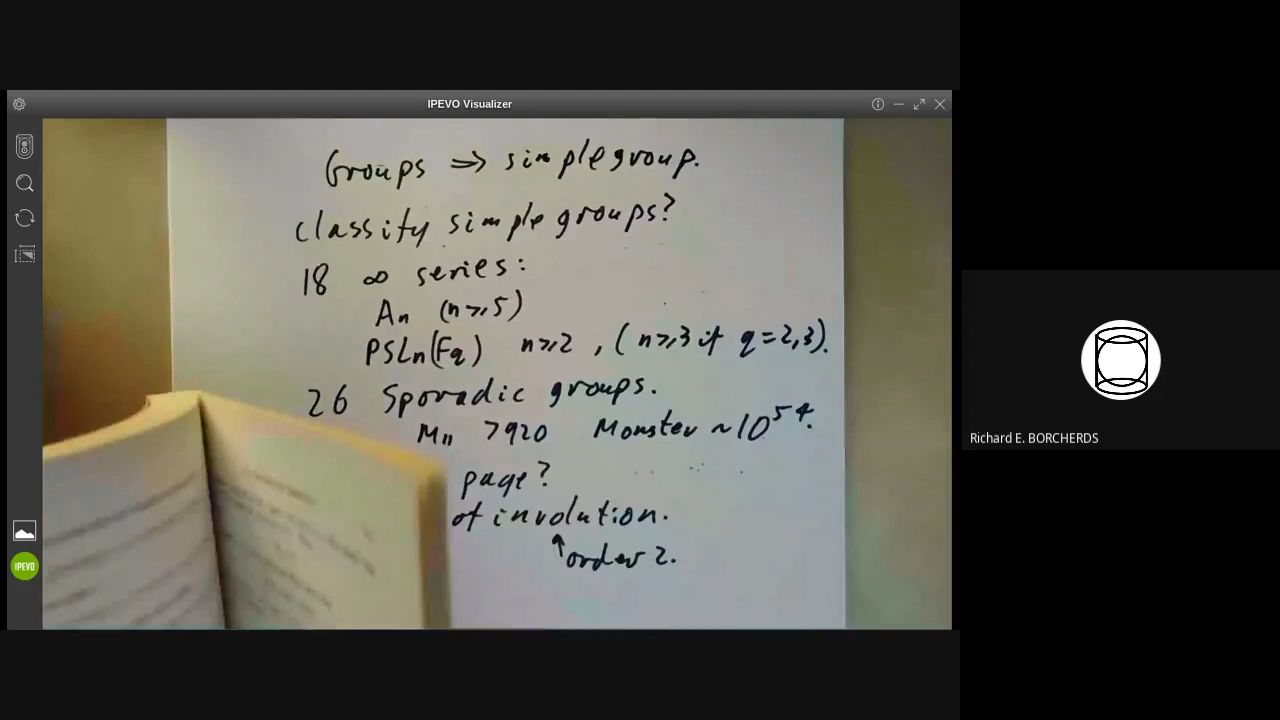 IPEVO Visualizer
Groups ⇒ simple group.
classify simple groups?
18 ∞ series:
An (n≥5)
PSLn(Fq) n≥2, (n≥3 if q=2,3).
26 Sporadic groups.
M11 7920 Monster ~10^54.
page?
of involution.
↑order 2.
IPEVO
Richard E. BORCHERDS